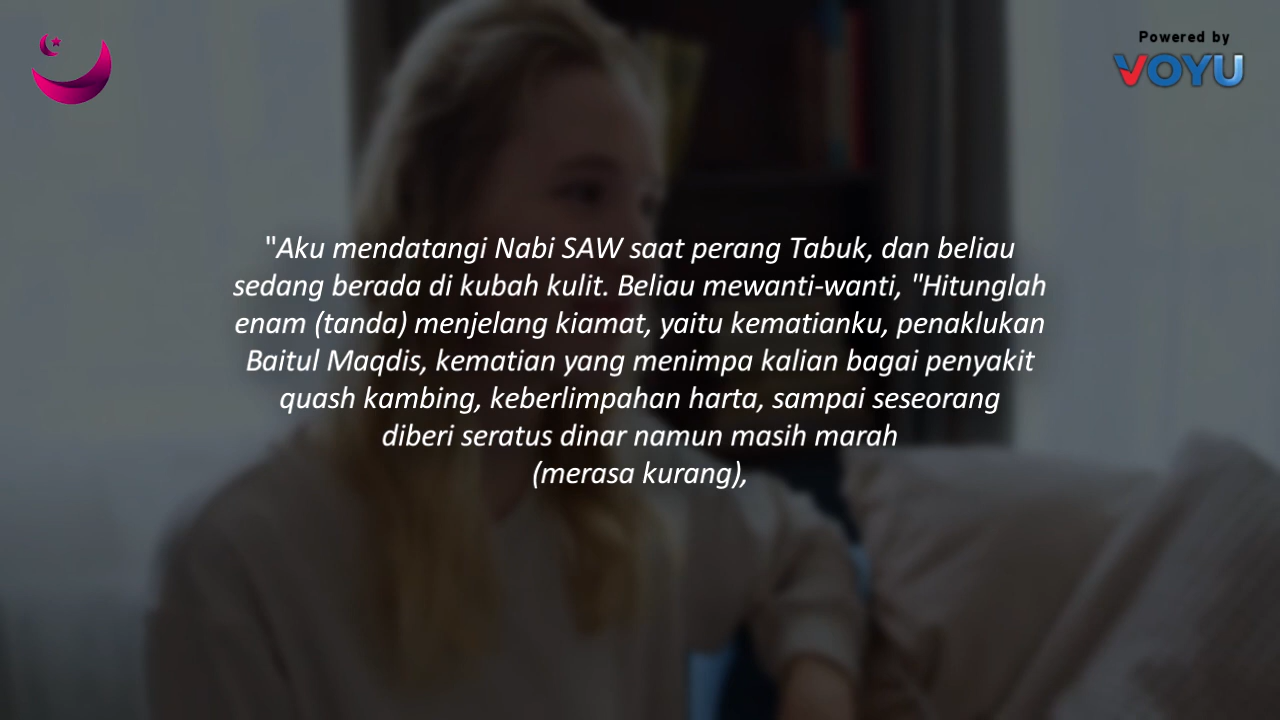 Powered by
VOYU
"Aku mendatangi Nabi SAW saat perang Tabuk, dan beliau
sedang berada di kubah kulit. Beliau mewanti-wanti, "Hitunglah
enam (tanda) menjelang kiamat, yaitu kematianku, penaklukan
Baitul Maqdis, kematian yang menimpa kalian bagai penyakit
quash kambing, keberlimpahan harta, sampai seseorang
diberi seratus dinar namun masih marah
(merasa kurang),